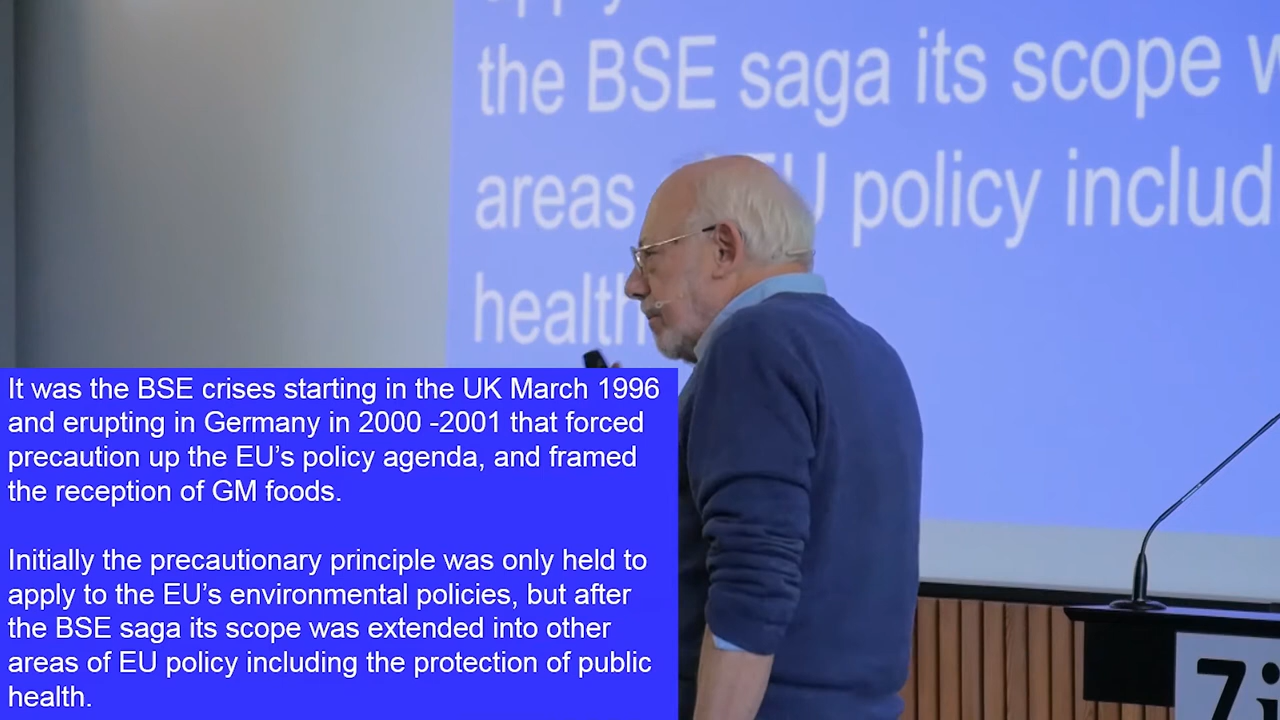 the BSE saga its scope
areas EU policy
health
It was the BSE crises starting in the UK March 1996
and erupting in Germany in 2000 -2001 that forced
precaution up the EU’s policy agenda, and framed
the reception of GM foods.
Initially the precautionary principle was only held to
apply to the EU’s environmental policies, but after
the BSE saga its scope was extended into other
areas of EU policy including the protection of public
health.